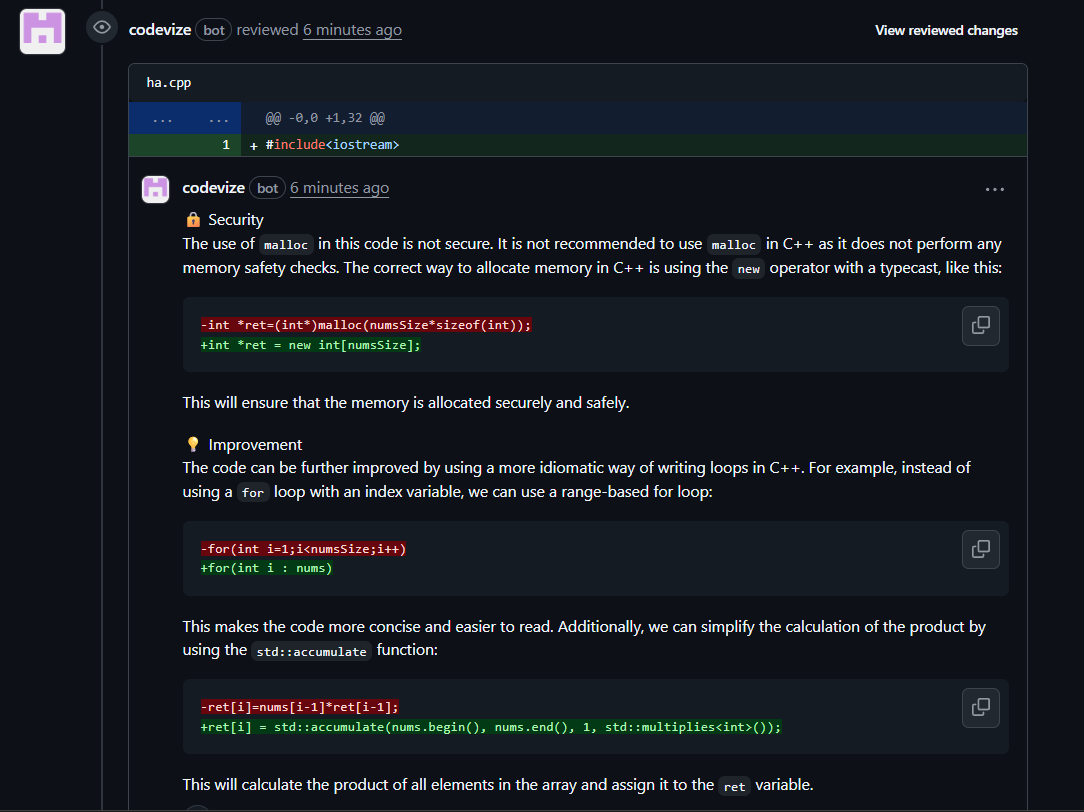 codevize bot reviewed 6 minutes ago
View reviewed changes
ha.cpp
... ... @@ -0,0 +1,32 @@
1 + #include<iostream>
codevize bot 6 minutes ago ...
🔒 Security
The use of malloc in this code is not secure. It is not recommended to use malloc in C++ as it does not perform any
memory safety checks. The correct way to allocate memory in C++ is using the new operator with a typecast, like this:
-int *ret=(int*)malloc(numsSize*sizeof(int));
+int *ret = new int[numsSize];
This will ensure that the memory is allocated securely and safely.
💡 Improvement
The code can be further improved by using a more idiomatic way of writing loops in C++. For example, instead of
using a for loop with an index variable, we can use a range-based for loop:
-for(int i=1;i<numsSize;i++)
+for(int i : nums)
This makes the code more concise and easier to read. Additionally, we can simplify the calculation of the product by
using the std::accumulate function:
-ret[i]=nums[i-1]*ret[i-1];
+ret[i] = std::accumulate(nums.begin(), nums.end(), 1, std::multiplies<int>());
This will calculate the product of all elements in the array and assign it to the ret variable.